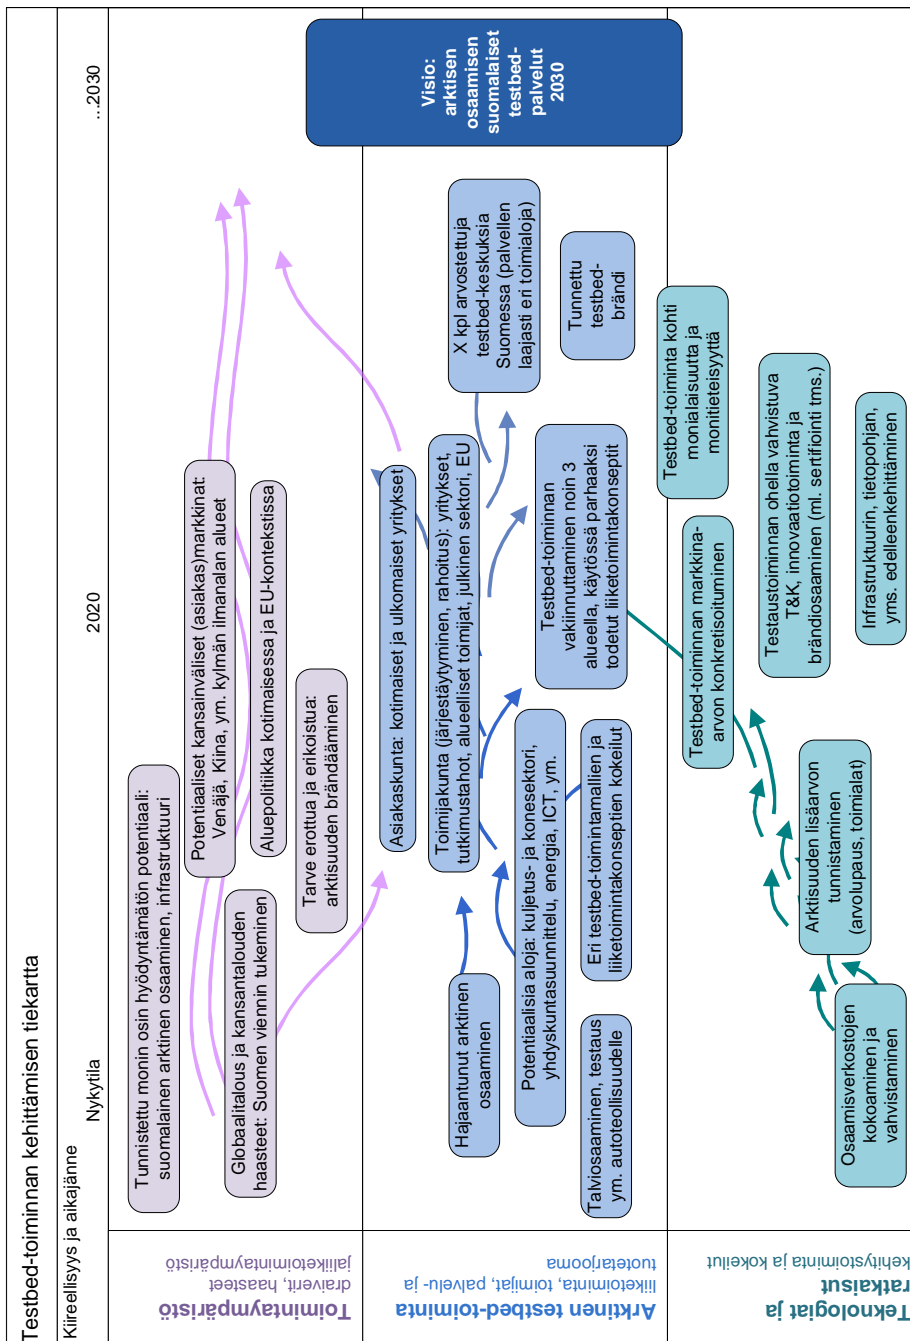 Testbed-toiminnan kehittämisen tiekartta
Kiireellisyys ja aikajänne
Nykytila
2020
...2030
Toimintaympäristö
draiverit, haasteet
jaliiketoimintaympäristö
Tunnistettu monin osin hyödyntämätön potentiaali:
suomalainen arktinen osaaminen, infrastruktuuri
Globaalitalous ja kansantalouden
haasteet: Suomen viennin tukeminen
Potentiaaliset kansainväliset (asiakas)markkinat:
Venäjä, Kiina, ym. kylmän ilmanalan alueet
Aluepolitiikka kotimaisessa ja EU-kontekstissa
Tarve erottua ja erikoistua:
arktisuuden brändääminen
Visio:
arktisen
osaamisen
suomalaiset
testbed-
palvelut
2030
Arktinen testbed-toiminta
liiketoiminta, toimijat, palvelu- ja
tuotetarjooma
Asiakaskunta: kotimaiset ja ulkomaiset yritykset
Toimijakunta (järjestäytyminen, rahoitus): yritykset,
tutkimustahot, alueelliset toimijat, julkinen sektori, EU
Hajaantunut arktinen
osaaminen
Potentiaalisia aloja: kuljetus- ja konesektori,
yhdyskuntasuunnittelu, energia, ICT, ym.
Talviosaaminen, testaus
ym. autoteollisuudelle
Eri testbed-toimintamallien ja
liiketoimintakonseptien kokeilut
Testbed-toiminnan
vakiinnuttaminen noin 3
alueella, käytössä parhaaksi
todetut liiketoimintakonseptit
X kpl arvostettuja
testbed-keskuksia
Suomessa (palvellen
laajasti eri toimialoja)
Tunnettu
testbed-
brändi
Teknologiat ja
ratkaisut
kehitystoiminta ja kokeilut
Osaamisverkostojen
kokoaminen ja
vahvistaminen
Arktisuuden lisäarvon
tunnistaminen
(arvolupaus, toimialat)
Testbed-toiminnan markkina-
arvon konkretisoituminen
Testbed-toiminta kohti
monialaisuutta ja
monitieteisyyttä
Testaustoiminnan ohella vahvistuva
T&K, innovaatiotoiminta ja
brändiosaaminen (ml. sertifiointi tms.)
Infrastruktuurin, tietopohjan,
yms. edelleenkehittäminen